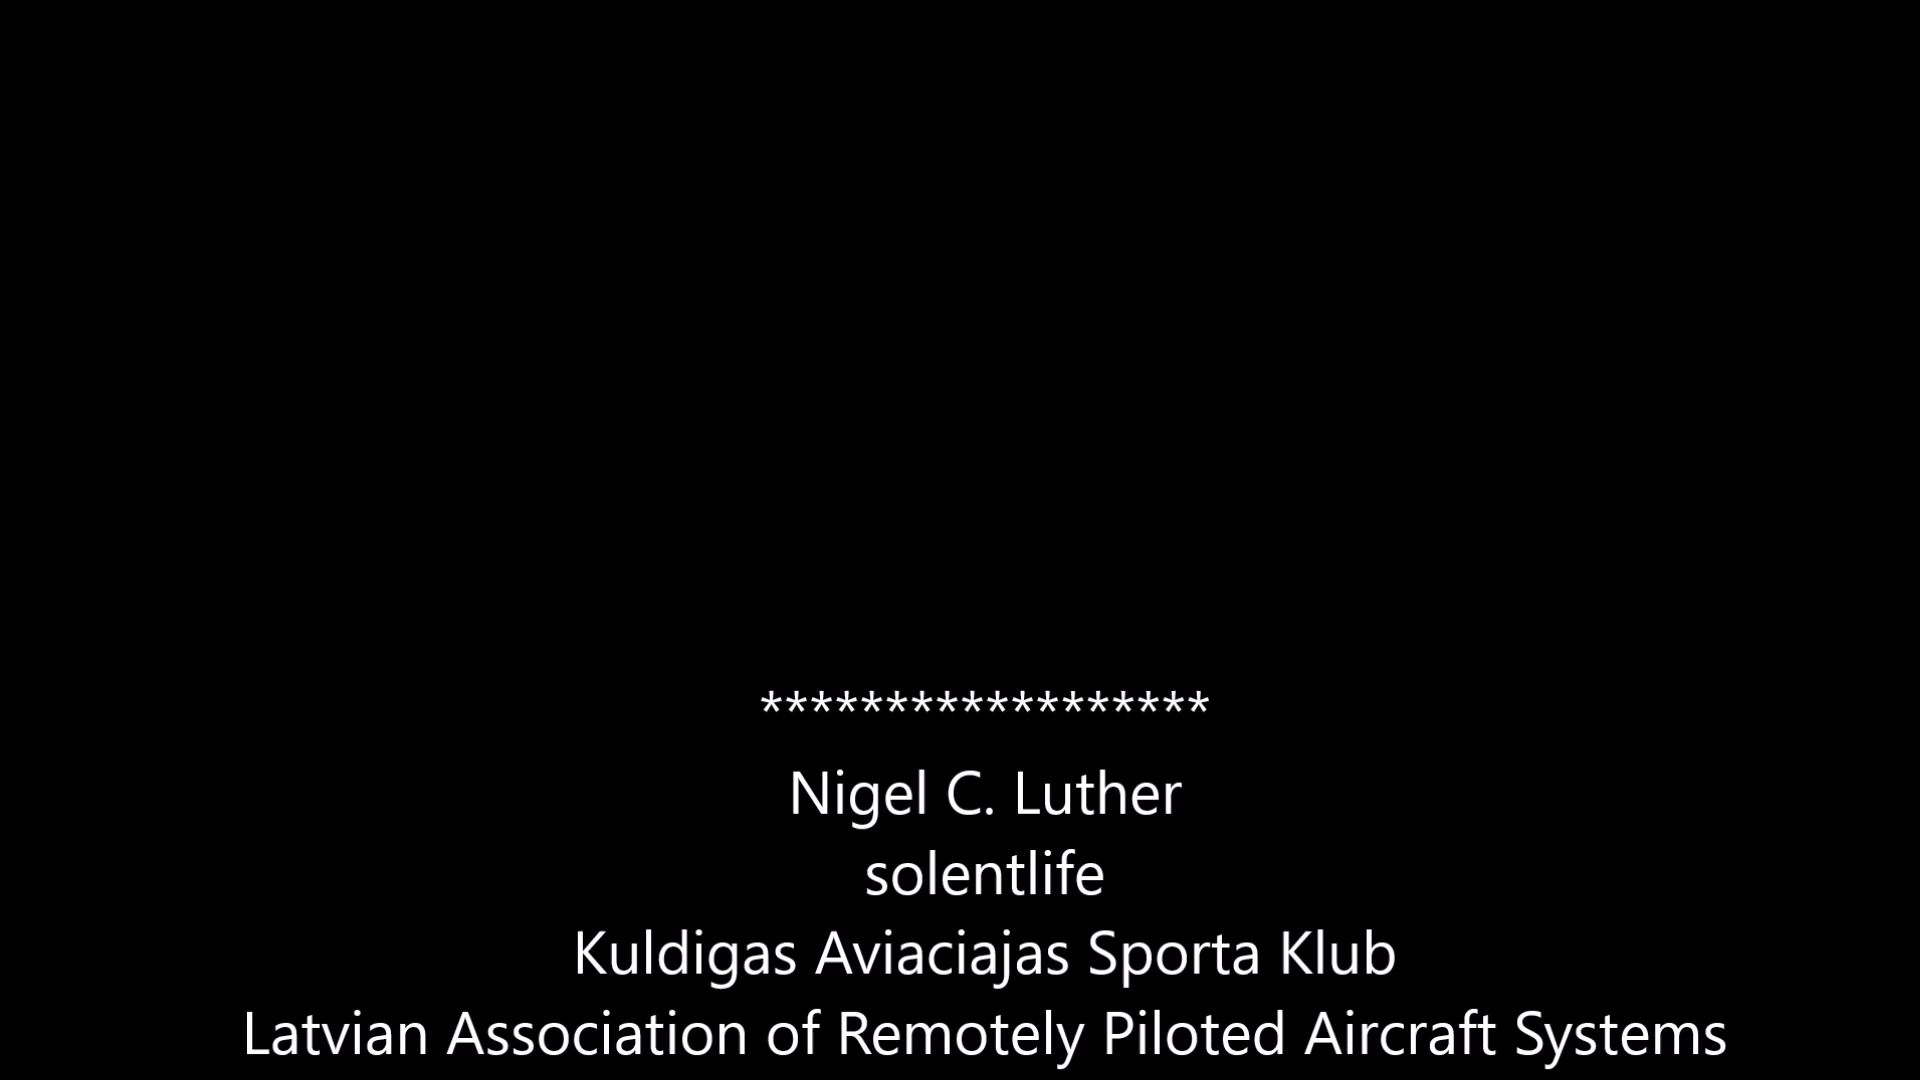 ******************
Nigel C. Luther
solentlife
Kuldigas Aviaciajas Sporta Klub
Latvian Association of Remotely Piloted Aircraft Systems